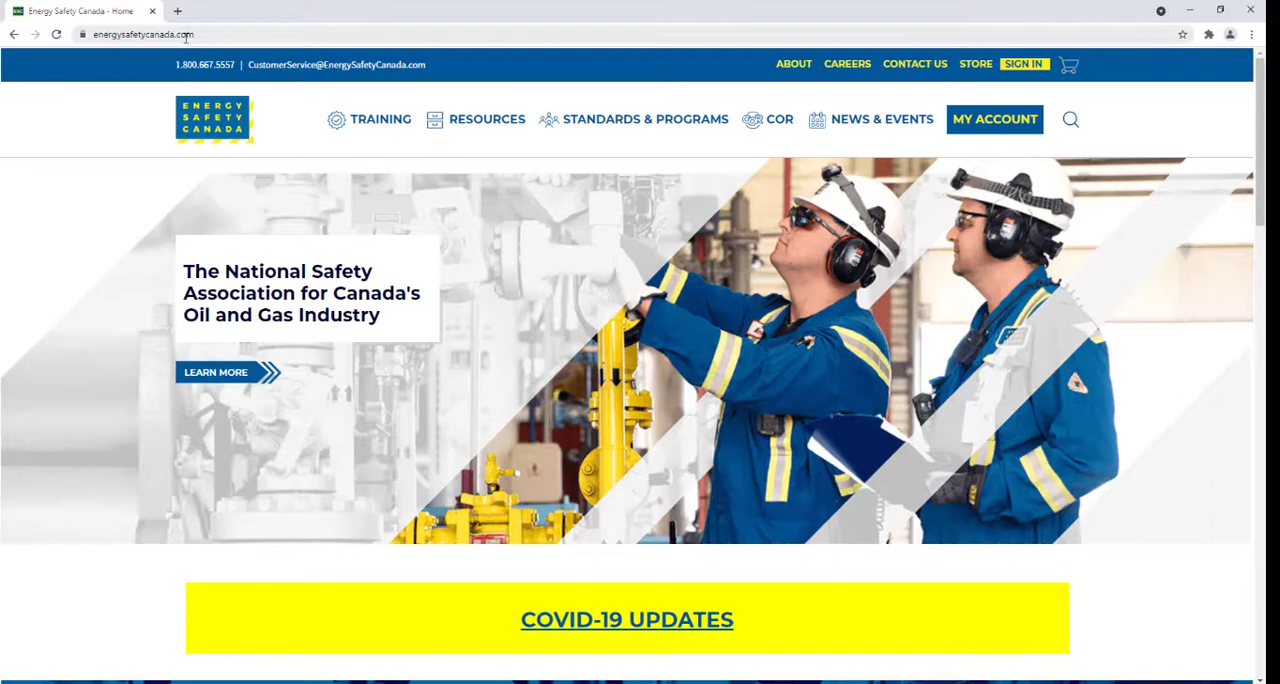 Energy Safety Canada - Home
energysafetycanada.com
1.800.667.5557 | CustomerService@EnergySafetyCanada.com
ABOUT CAREERS CONTACT US STORE SIGN IN
ENERGY
SAFETY
CANADA
TRAINING RESOURCES STANDARDS & PROGRAMS COR NEWS & EVENTS MY ACCOUNT
The National Safety
Association for Canada's
Oil and Gas Industry
LEARN MORE
COVID-19 UPDATES